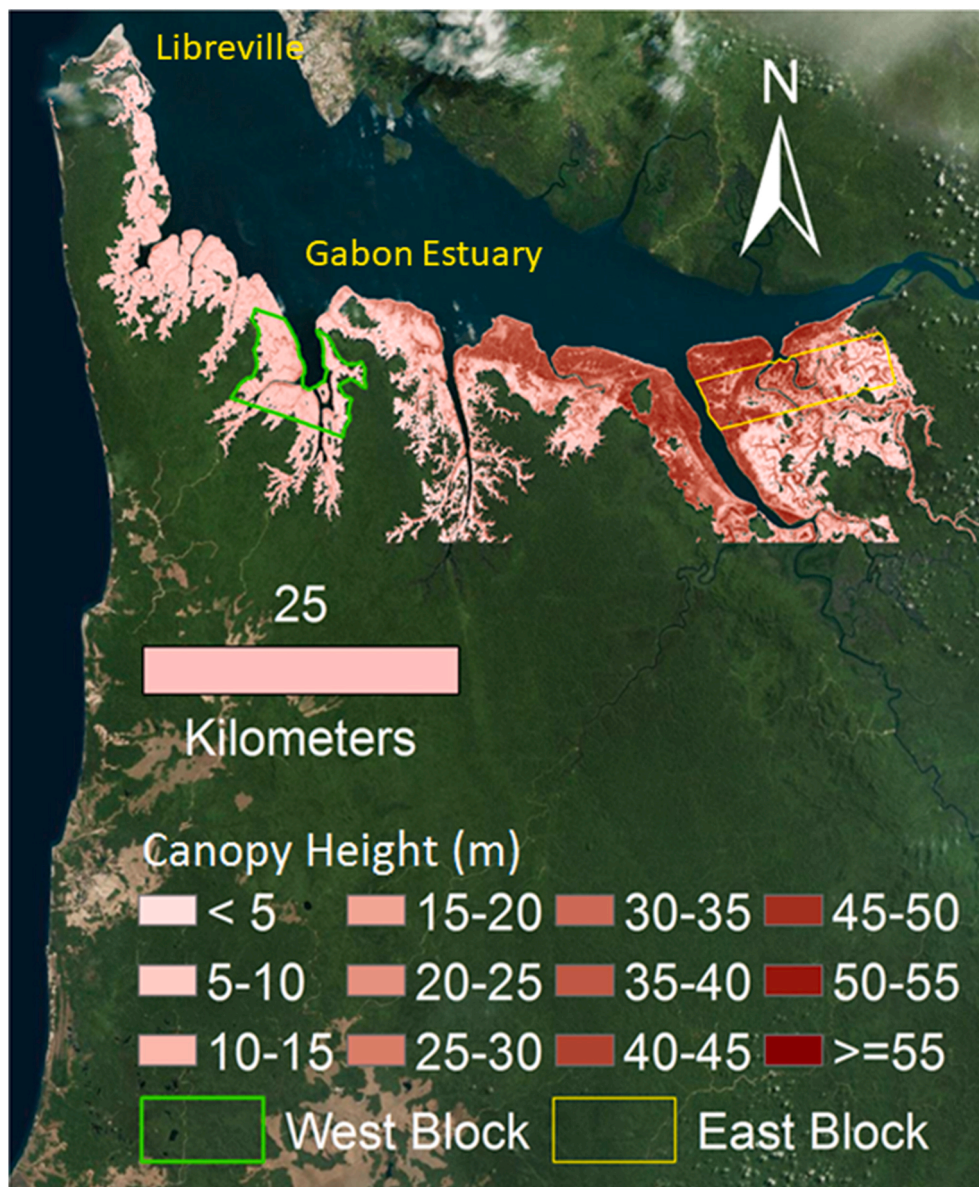 Libreville
N
Gabon Estuary
25
Kilometers
Canopy Height (m)
< 5 15-20 30-35 45-50
5-10 20-25 35-40 50-55
10-15 25-30 40-45 >=55
West Block East Block